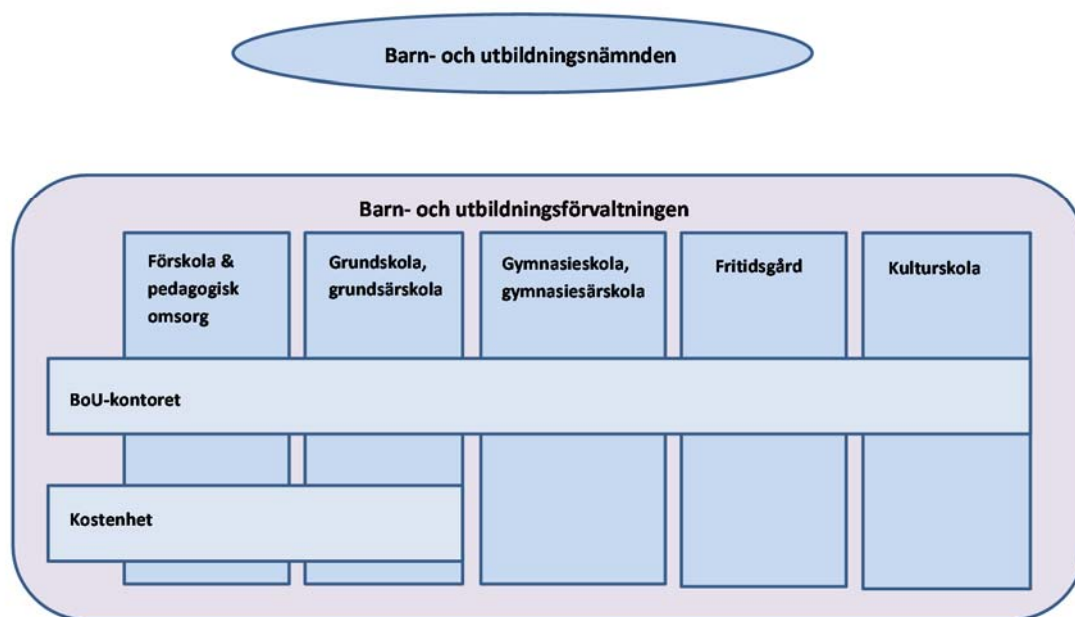 Barn- och utbildningsnämnden
Barn- och utbildningsförvaltningen
Förskola &
pedagogisk
omsorg
Grundskola,
grundsärskola
Gymnasieskola,
gymnasiesärskola
Fritidsgård
Kulturskola
BoU-kontoret
Kostenhet